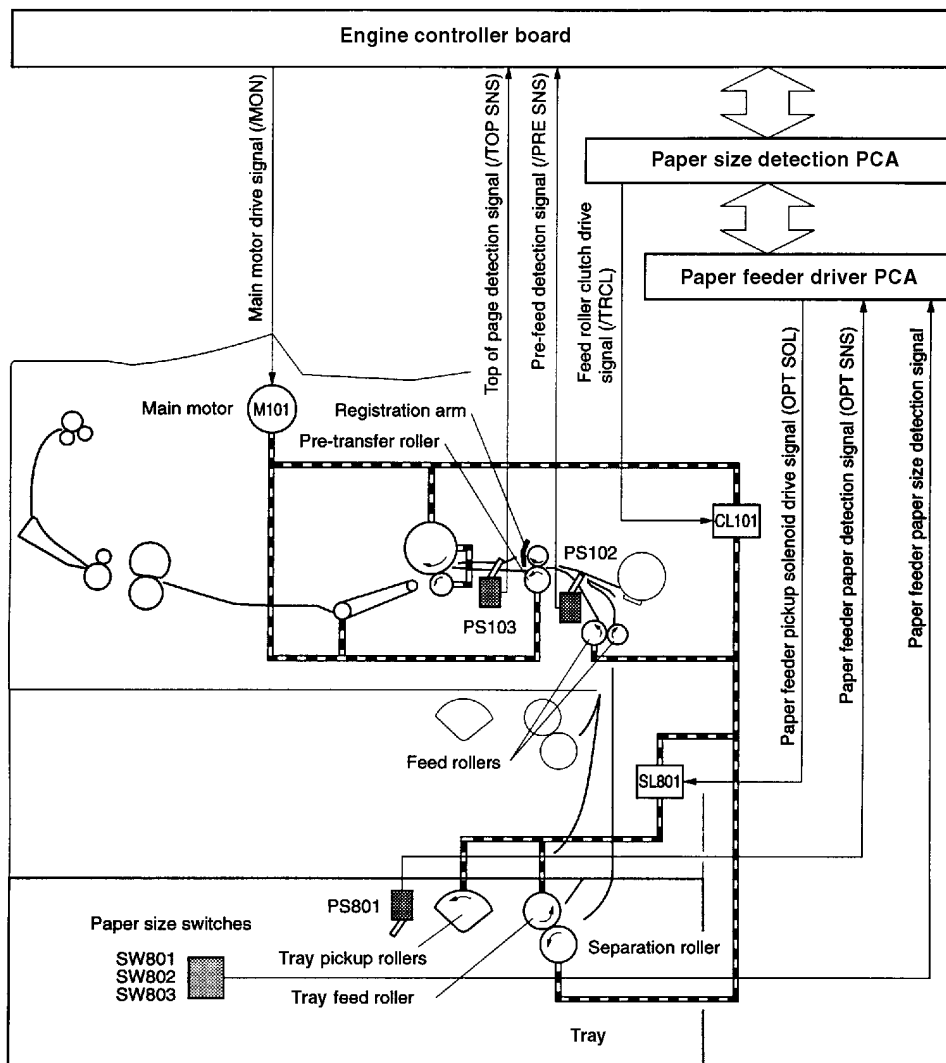 Engine controller board
Main motor drive signal (/MON)
Top of page detection signal (/TOP SNS)
Pre-feed detection signal (/PRE SNS)
Feed roller clutch drive
signal (/TRCL)
Paper size detection PCA
Paper feeder driver PCA
Paper feeder pickup solenoid drive signal (OPT SOL)
Paper feeder paper detection signal (OPT SNS)
Paper feeder paper size detection signal
Main motor
M101
Registration arm
Pre-transfer roller
CL101
PS102
PS103
Feed rollers
SL801
PS801
Paper size switches
SW801
SW802
SW803
Tray pickup rollers
Tray feed roller
Separation roller
Tray